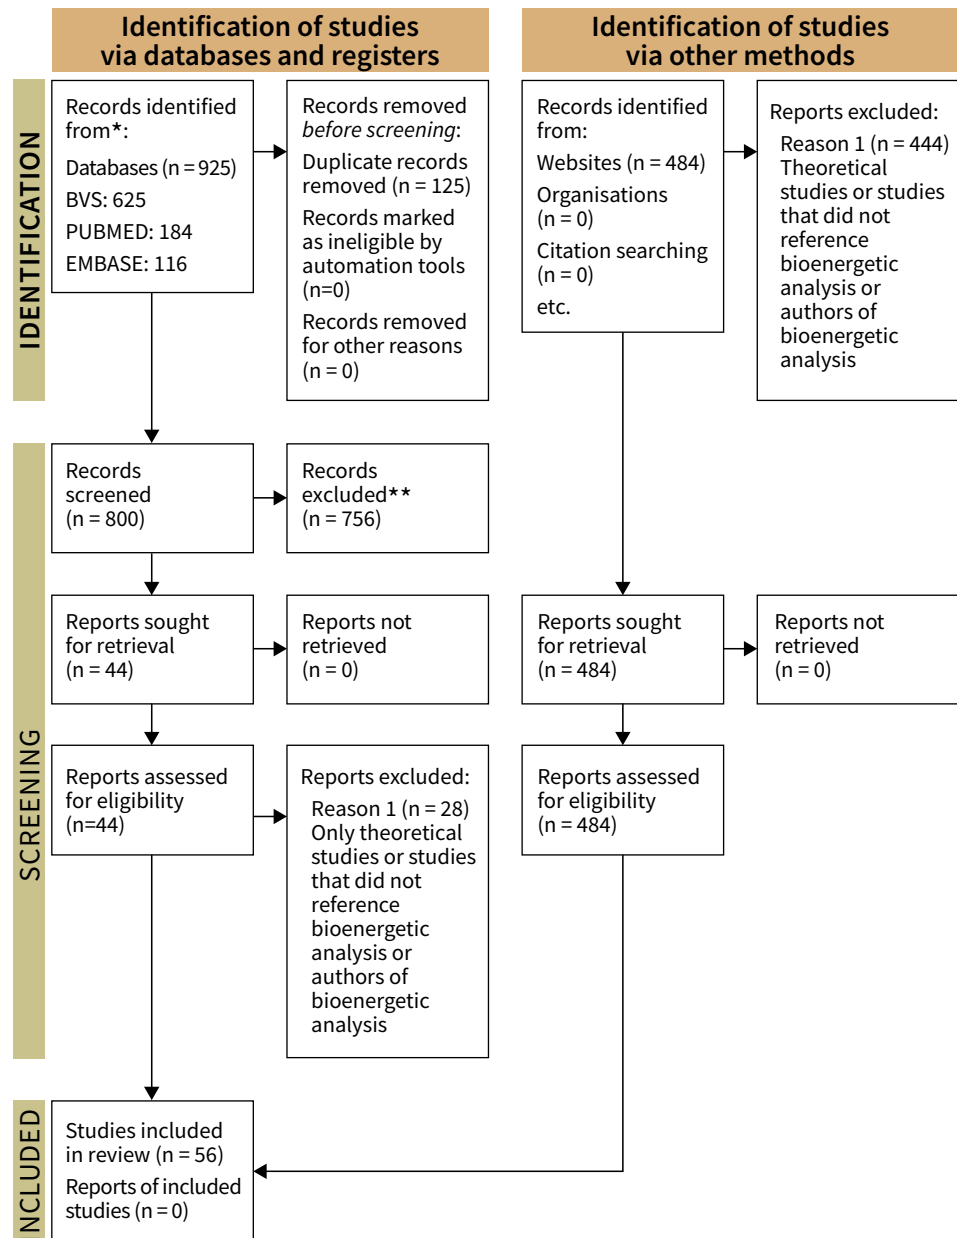 Identification of studies
via databases and registers
Identification of studies
via other methods
IDENTIFICATION
Records identified
from*:
Databases (n = 925)
BVS: 625
PUBMED: 184
EMBASE: 116
Records removed
before screening:
Duplicate records
removed (n = 125)
Records marked
as ineligible by
automation tools
(n=0)
Records removed
for other reasons
(n = 0)
Records identified
from:
Websites (n = 484)
Organisations
(n = 0)
Citation searching
(n = 0)
etc.
Reports excluded:
Reason 1 (n = 444)
Theoretical
studies or studies
that did not
reference
bioenergetic
analysis or
authors of
bioenergetic
analysis
SCREENING
Records
screened
(n = 800)
Records
excluded**
(n = 756)
Reports sought
for retrieval
(n = 44)
Reports not
retrieved
(n = 0)
Reports sought
for retrieval
(n = 484)
Reports not
retrieved
(n = 0)
Reports assessed
for eligibility
(n=44)
Reports excluded:
Reason 1 (n = 28)
Only theoretical
studies or studies
that did not
reference
bioenergetic
analysis or
authors of
bioenergetic
analysis
Reports assessed
for eligibility
(n = 484)
INCLUDED
Studies included
in review (n = 56)
Reports of included
studies (n = 0)